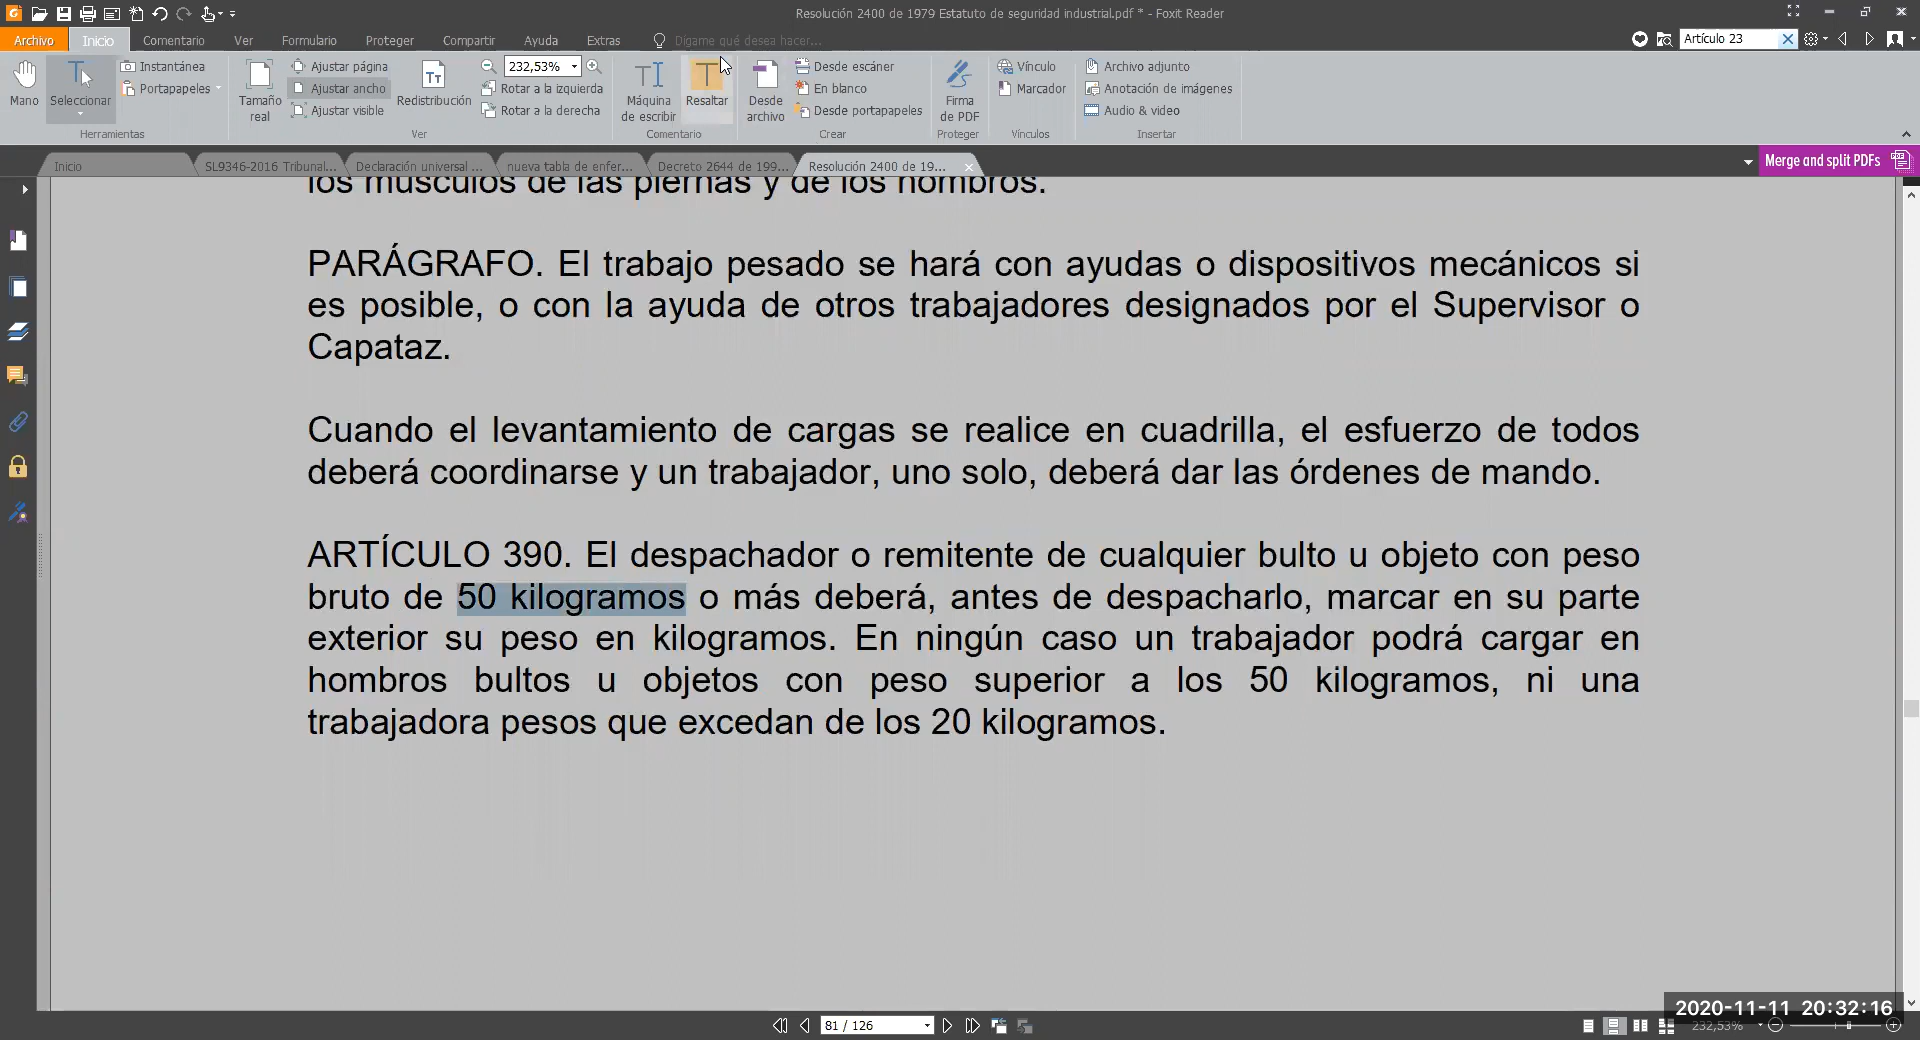 Resolución 2400 de 1979 Estatuto de seguridad industrial.pdf * - Foxit Reader
Archivo Inicio Comentario Ver Formulario Proteger Compartir Ayuda Extras Dígame qué desea hacer... Artículo 23
Mano
Seleccionar
Instantánea
Portapapeles
Herramientas
Tamaño
real
Ajustar página
Ajustar ancho
Ajustar visible
Redistribución
232,53%
Rotar a la izquierda
Rotar a la derecha
Ver
Máquina
de escribir
Resaltar
Comentario
Desde
archivo
Desde escáner
En blanco
Desde portapapeles
Crear
Firma
de PDF
Proteger
Vínculo
Marcador
Vínculos
Archivo adjunto
Anotación de imágenes
Audio & video
Insertar
Inicio SL9346-2016 Tribunal... Declaración universal ... nueva tabla de enfer... Decreto 2644 de 199... Resolución 2400 de 19... Merge and split PDFs
los músculos de las piernas y de los hombros.
PARÁGRAFO. El trabajo pesado se hará con ayudas o dispositivos mecánicos si
es posible, o con la ayuda de otros trabajadores designados por el Supervisor o
Capataz.
Cuando el levantamiento de cargas se realice en cuadrilla, el esfuerzo de todos
deberá coordinarse y un trabajador, uno solo, deberá dar las órdenes de mando.
ARTÍCULO 390. El despachador o remitente de cualquier bulto u objeto con peso
bruto de 50 kilogramos o más deberá, antes de despacharlo, marcar en su parte
exterior su peso en kilogramos. En ningún caso un trabajador podrá cargar en
hombros bultos u objetos con peso superior a los 50 kilogramos, ni una
trabajadora pesos que excedan de los 20 kilogramos.
2020-11-11 20:32:16
81 / 126
232,53%